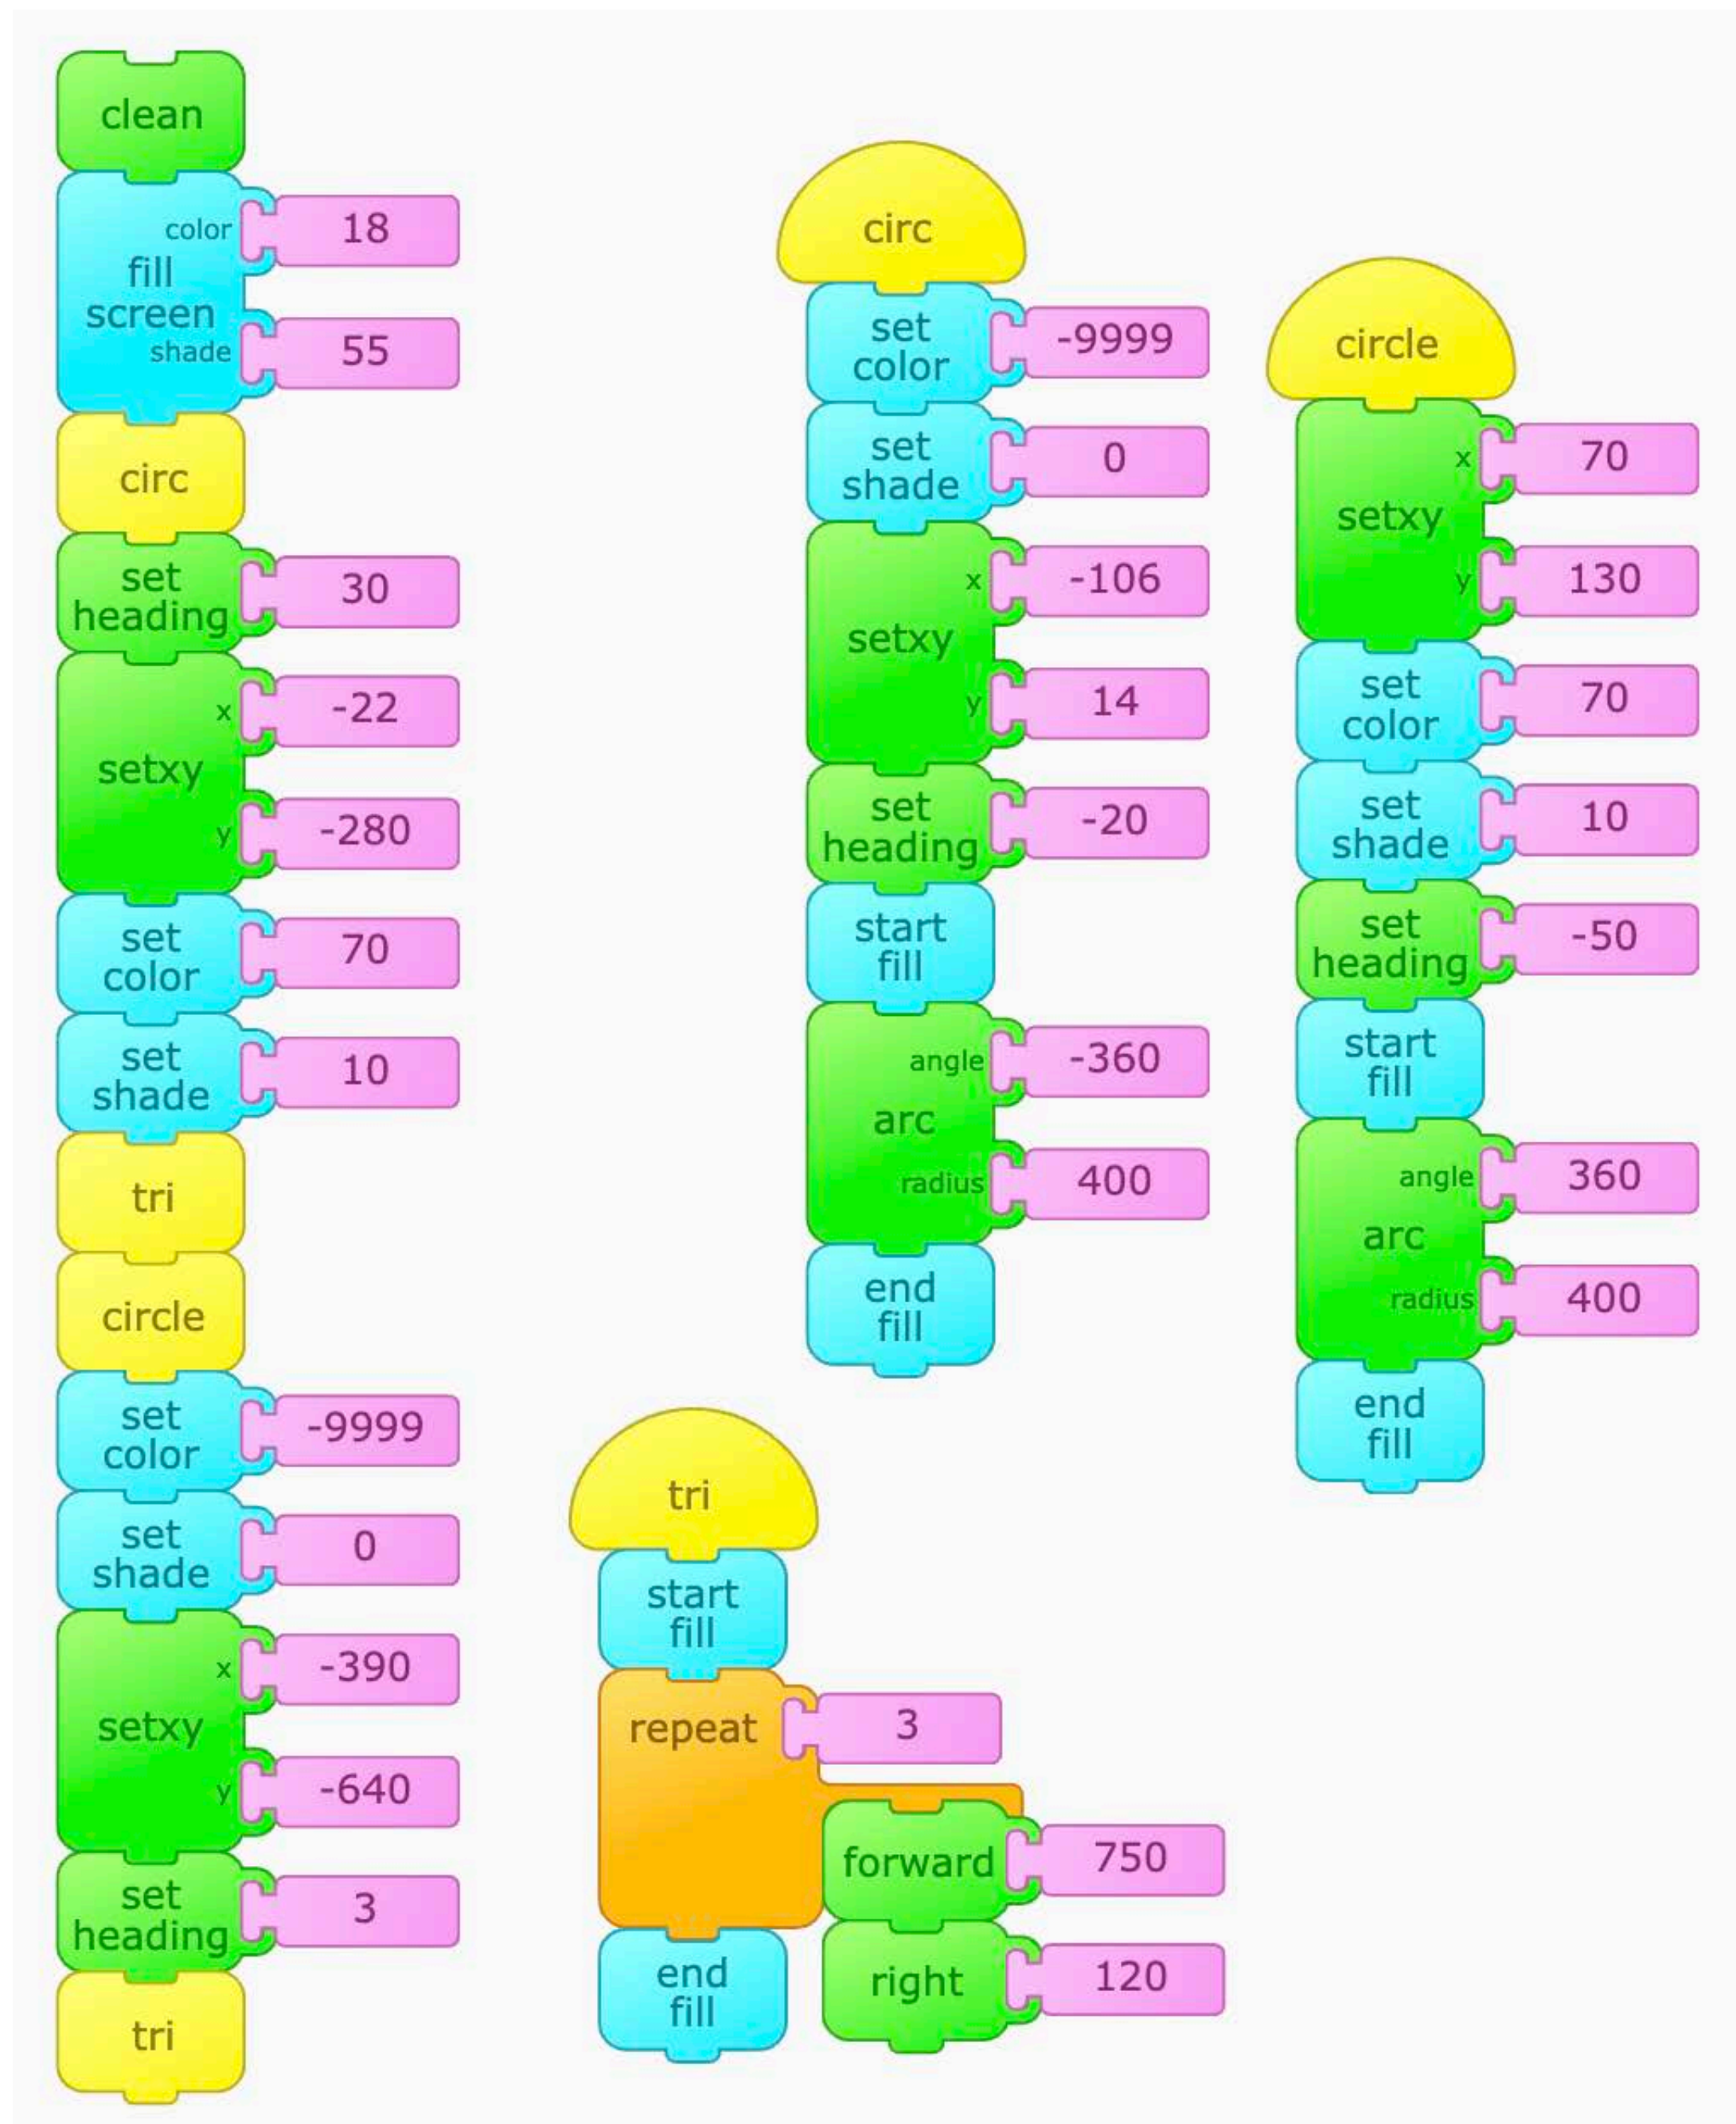 clean
color 18
fill
screen
shade 55
circ
set
heading 30
x -22
setxy
y -280
set
color 70
set
shade 10
tri
circle
set
color -9999
set
shade 0
x -390
setxy
y -640
set
heading 3
tri
circ
set
color -9999
set
shade 0
x -106
setxy
y 14
set
heading -20
start
fill
angle -360
arc
radius 400
end
fill
tri
start
fill
repeat 3
forward 750
right 120
end
fill
circle
x 70
setxy
y 130
set
color 70
set
shade 10
set
heading -50
start
fill
angle 360
arc
radius 400
end
fill